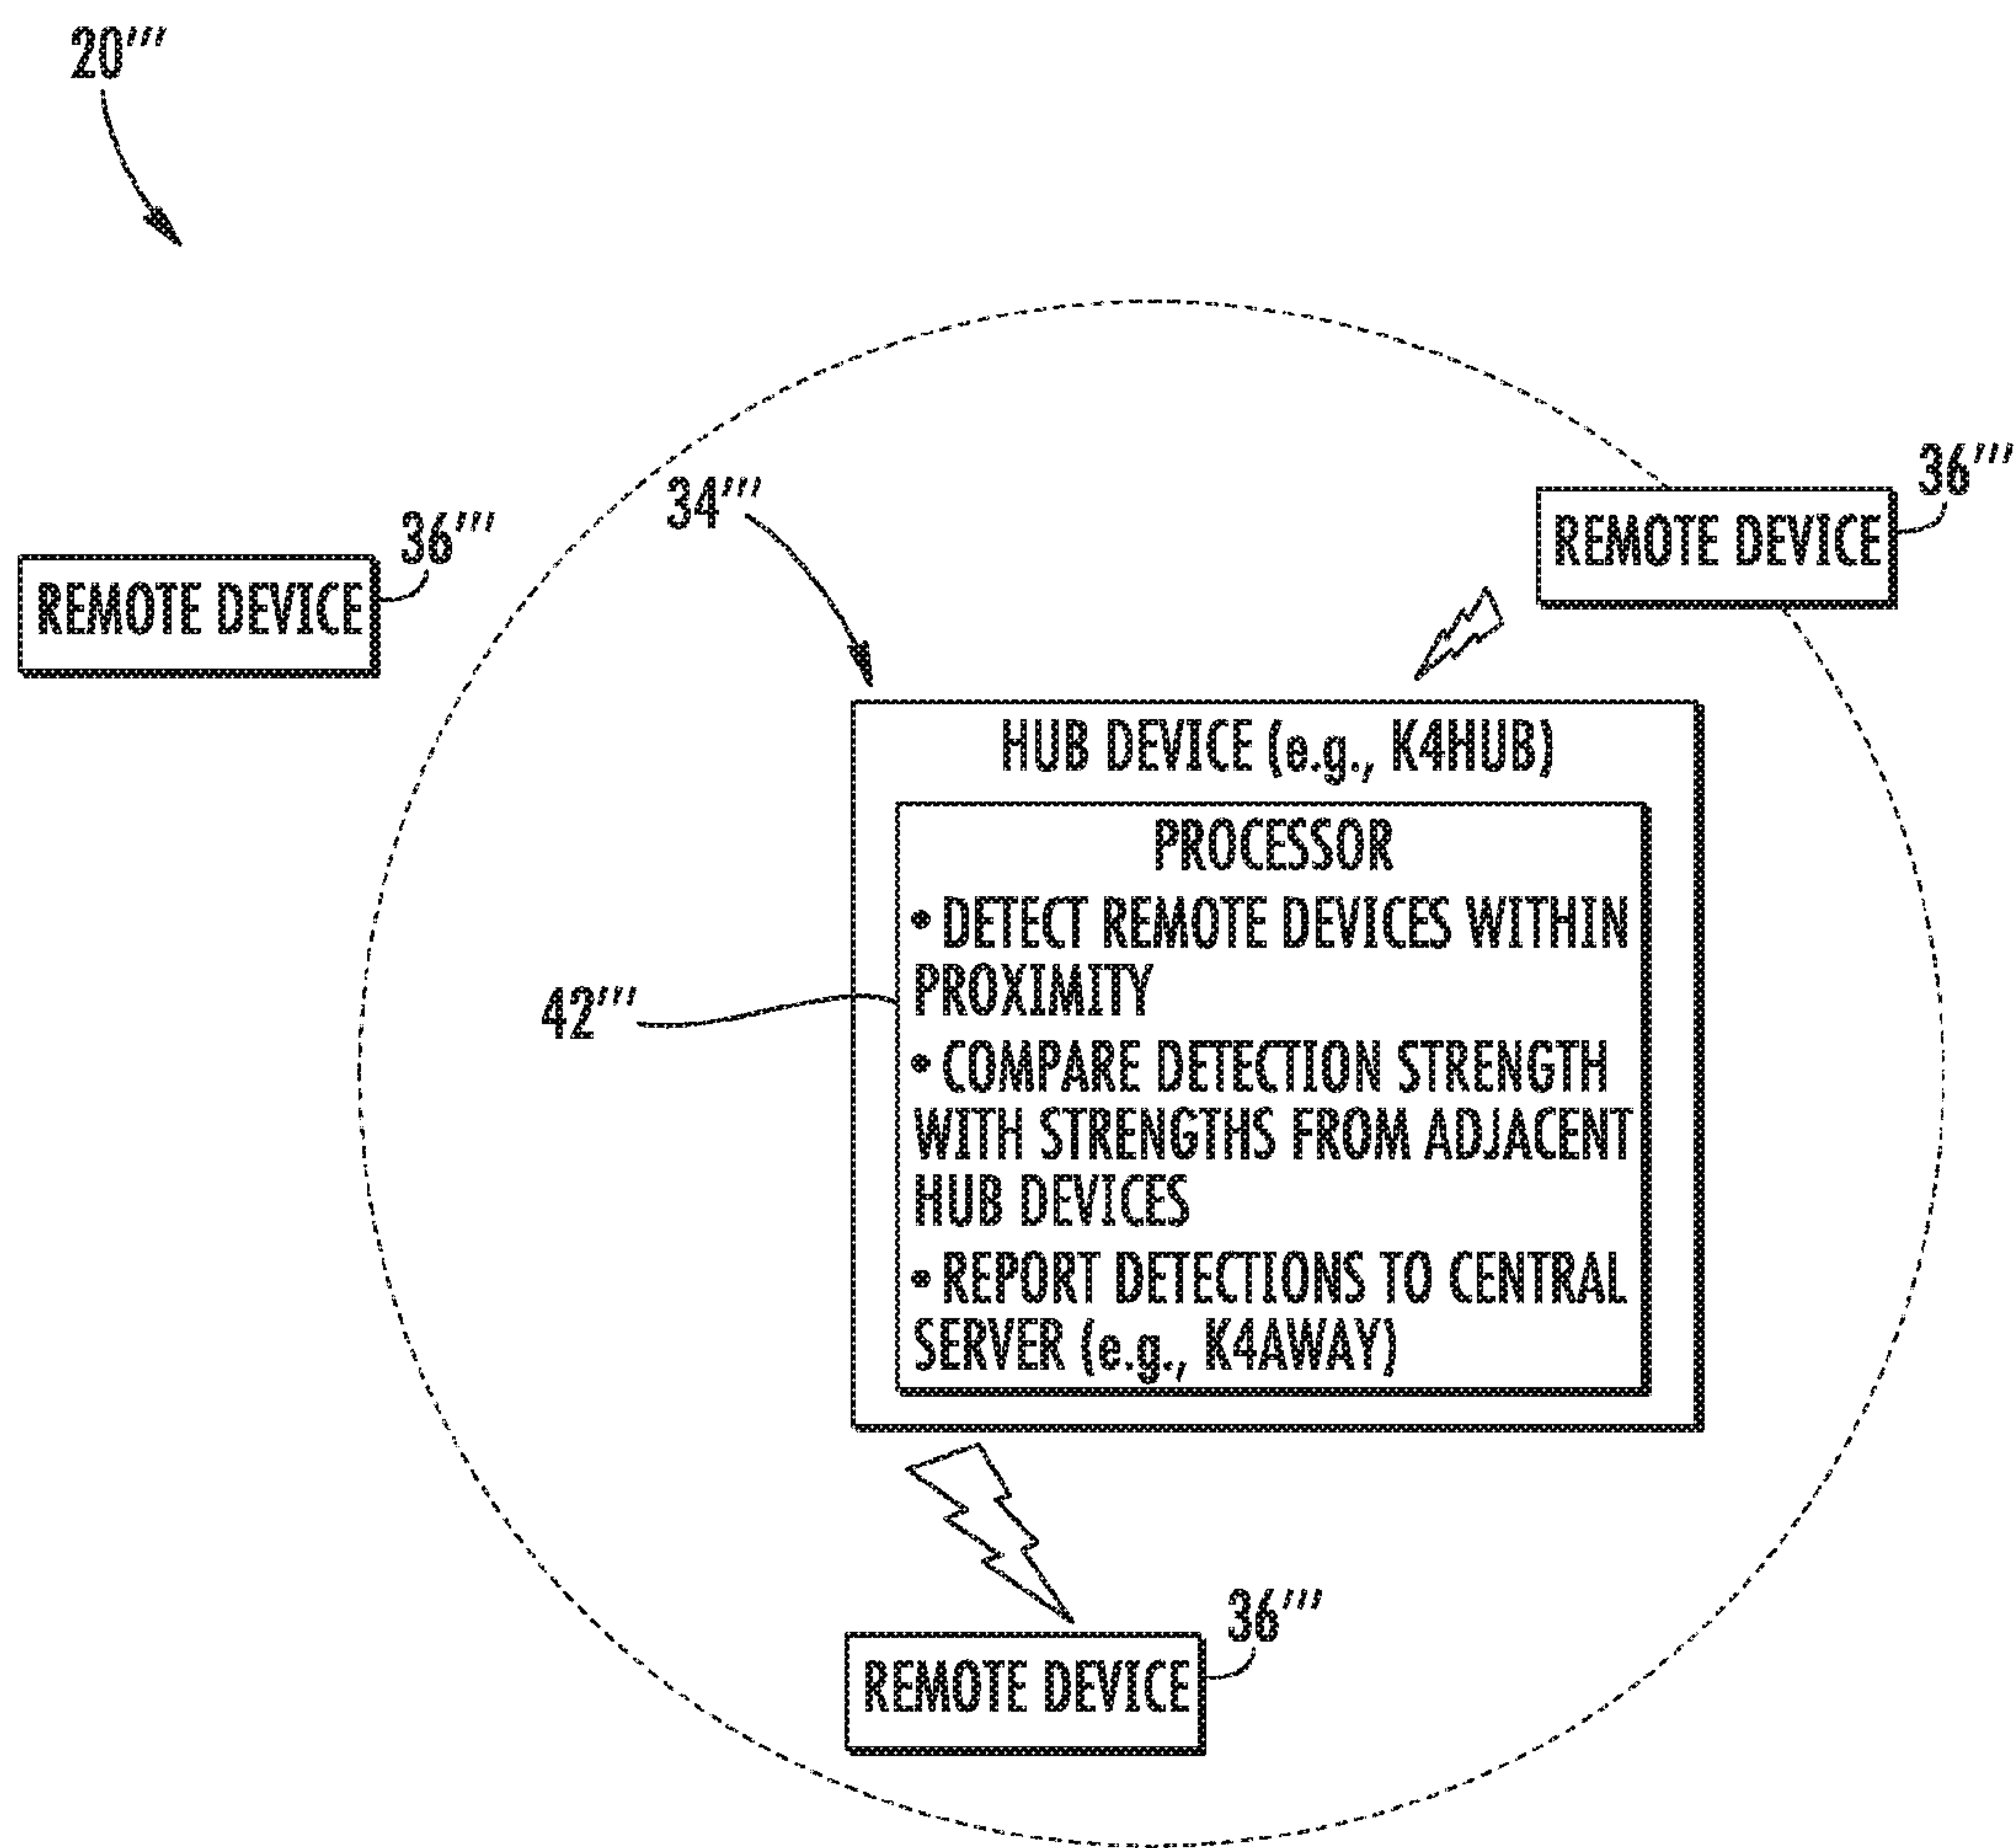 20'''
34'''
36'''
REMOTE DEVICE
36'''
REMOTE DEVICE
HUB DEVICE (e.g., K4HUB)
PROCESSOR
• DETECT REMOTE DEVICES WITHIN
PROXIMITY
• COMPARE DETECTION STRENGTH
WITH STRENGTHS FROM ADJACENT
HUB DEVICES
• REPORT DETECTIONS TO CENTRAL
SERVER (e.g., K4AWAY)
42'''
36'''
REMOTE DEVICE